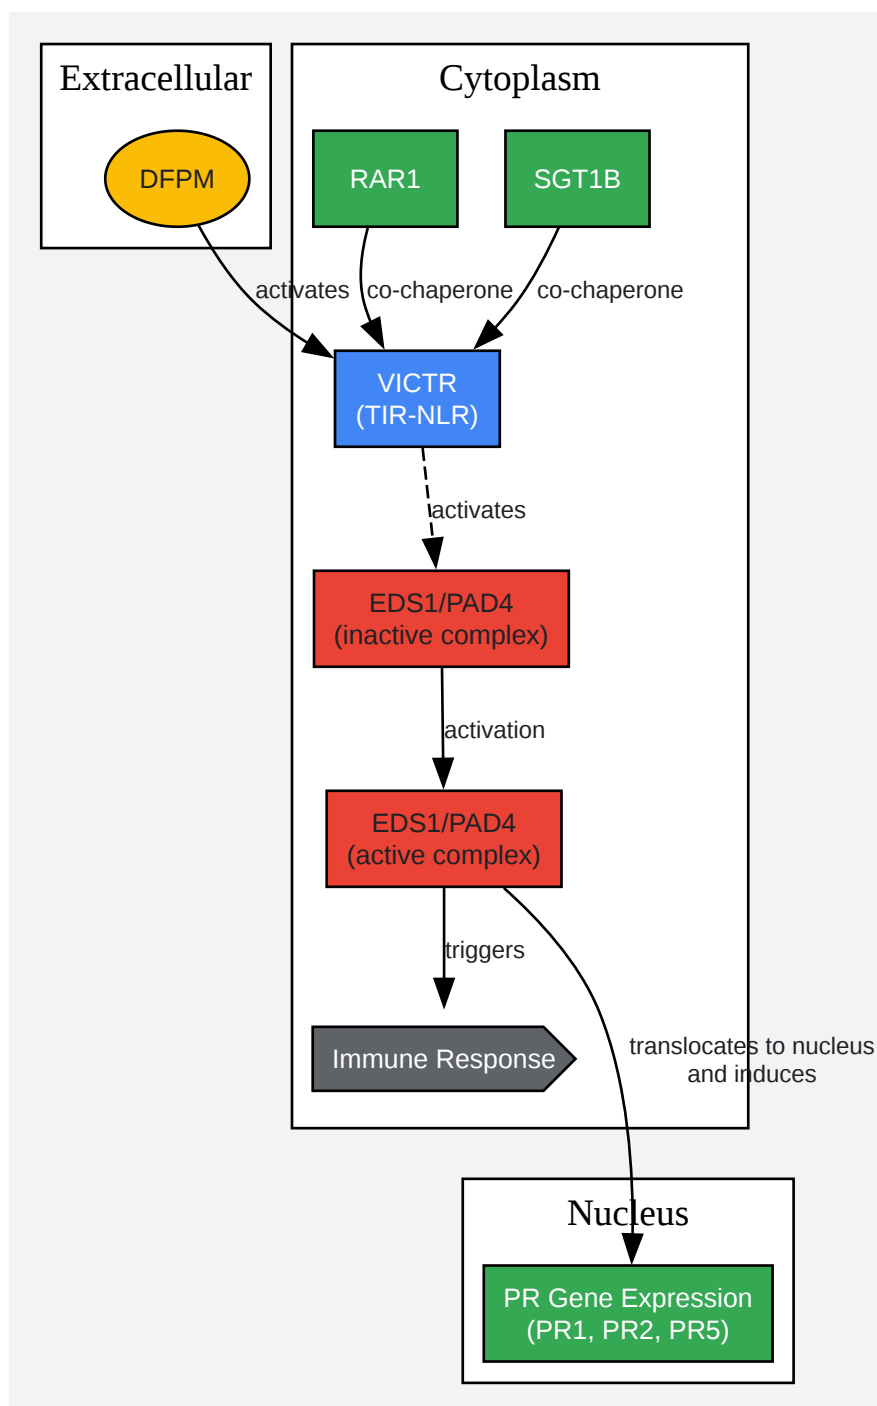 Extracellular
Cytoplasm
DFPM
RAR1
SGT1B
activates
co-chaperone
co-chaperone
VICTR
(TIR-NLR)
activates
EDS1/PAD4
(inactive complex)
activation
EDS1/PAD4
(active complex)
triggers
Immune Response
translocates to nucleus
and induces
Nucleus
PR Gene Expression
(PR1, PR2, PR5)